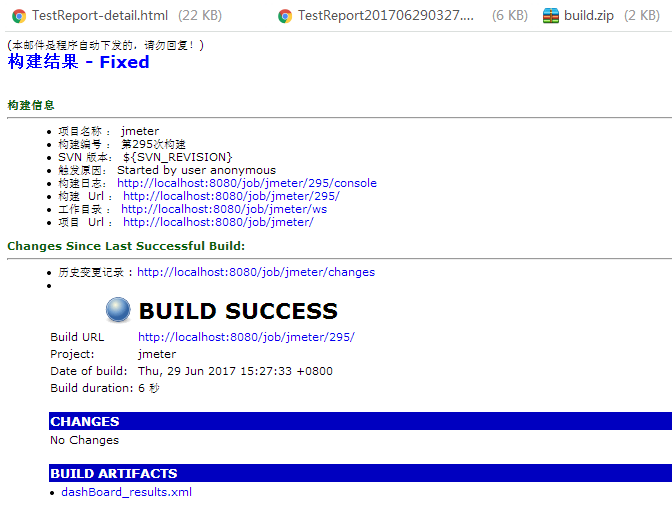 TestReport-detail.html (22 KB) TestReport201706290327.... (6 KB) build.zip (2 KB)
(本邮件是程序自动下发的，请勿回复！)
构建结果 - Fixed
构建信息
• 项目名称 ： jmeter
• 构建编号 ： 第295次构建
• SVN 版本： ${SVN_REVISION}
• 触发原因： Started by user anonymous
• 构建日志： http://localhost:8080/job/jmeter/295/console
• 构建 Url ： http://localhost:8080/job/jmeter/295/
• 工作目录 ： http://localhost:8080/job/jmeter/ws
• 项目 Url ： http://localhost:8080/job/jmeter/
Changes Since Last Successful Build:
• 历史变更记录 : http://localhost:8080/job/jmeter/changes
BUILD SUCCESS
Build URL http://localhost:8080/job/jmeter/295/
Project: jmeter
Date of build: Thu, 29 Jun 2017 15:27:33 +0800
Build duration: 6 秒
CHANGES
No Changes
BUILD ARTIFACTS
• dashBoard_results.xml